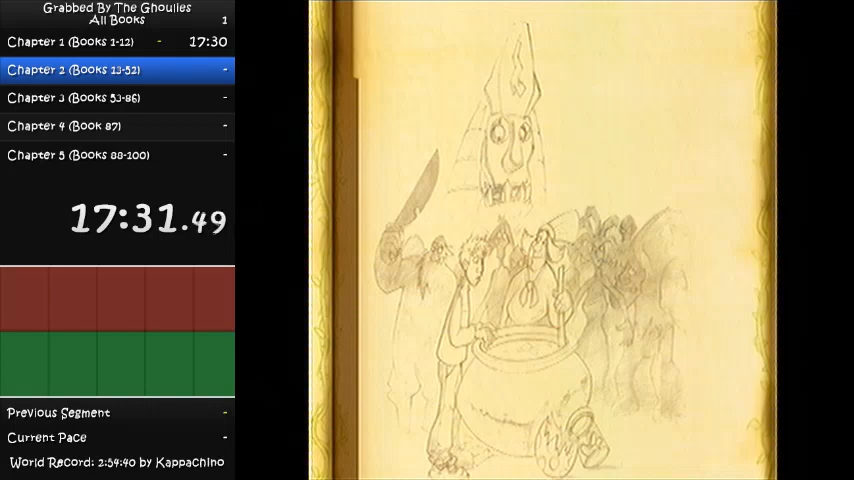 Grabbed By The Ghoulies
All Books 1
Chapter 1 (Books 1-12) - 17:30
Chapter 2 (Books 13-52) -
Chapter 3 (Books 53-86) -
Chapter 4 (Book 87) -
Chapter 5 (Books 88-100) -
17:31.49
Previous Segment -
Current Pace -
World Record: 2:54:40 by Kappachino